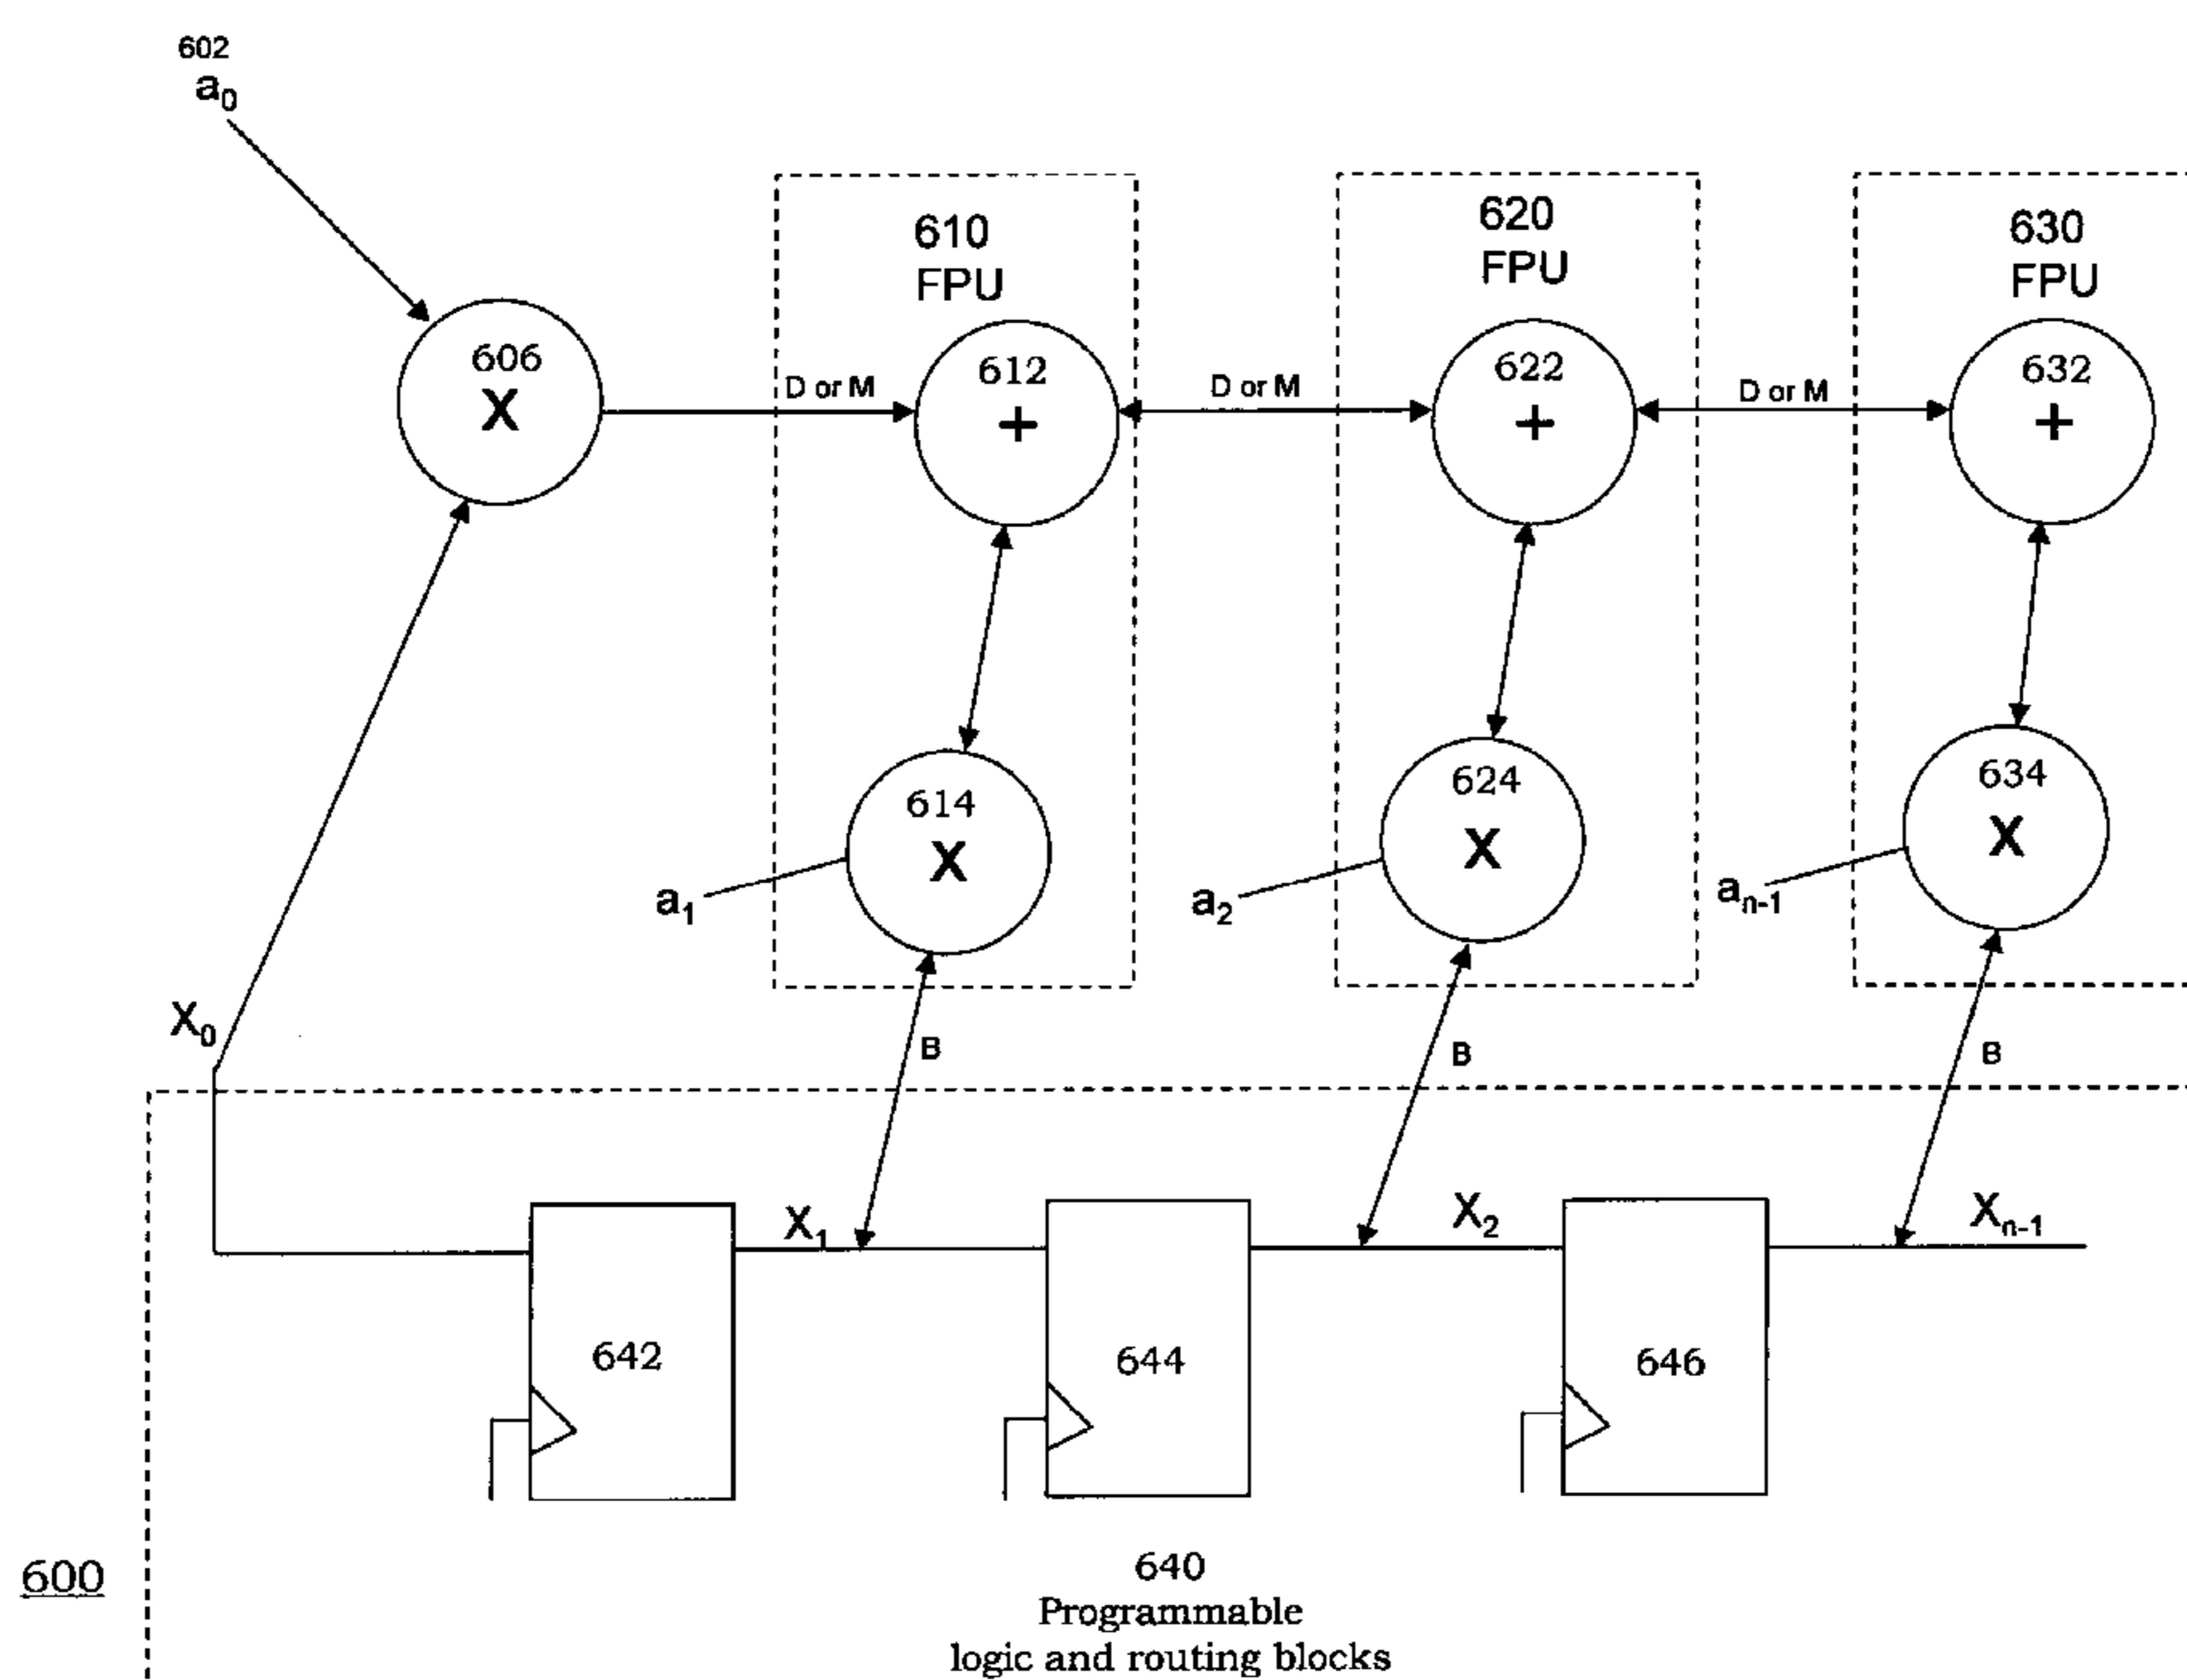 602
a0
610
FPU
620
FPU
630
FPU
606
X
D or M
612
+
D or M
622
+
D or M
632
+
614
X
a1
624
X
a2
634
X
an-1
X0
B
B
B
X1
X2
Xn-1
642
644
646
600
640
Programmable
logic and routing blocks